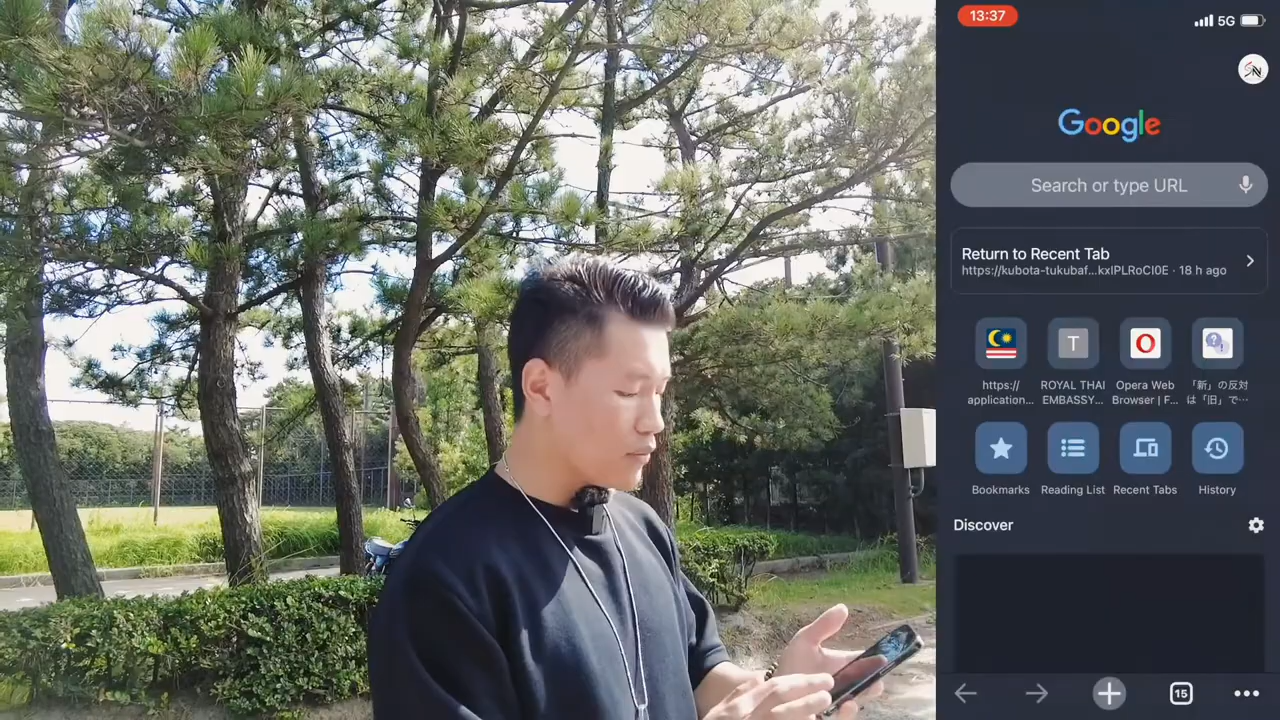 13:37
5G
Google
Search or type URL
Return to Recent Tab
https://kubota-tukubaf...kxIPLRoCI0E · 18 h ago
https://
application...
T
ROYAL THAI
EMBASSY...
Opera Web
Browser | F...
「新」の反対
は「旧」で…
Bookmarks
Reading List
Recent Tabs
History
Discover
15